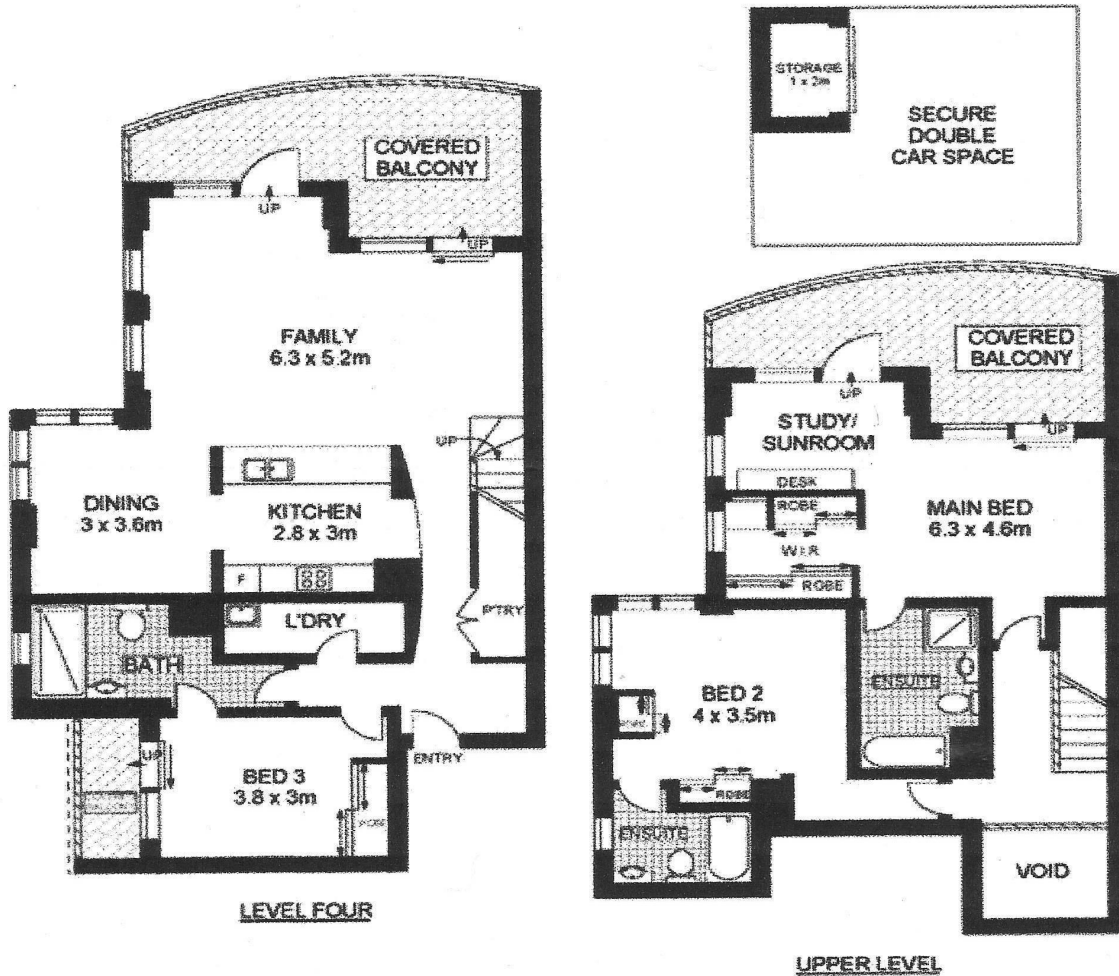 COVERED
BALCONY
UP
UP
FAMILY
6.3 x 5.2m
UP
DINING
3 x 3.6m
KITCHEN
2.8 x 3m
F
P'TRY
L'DRY
BATH
ENTRY
UP
BED 3
3.8 x 3m
ROBE
LEVEL FOUR
STORAGE
1 x 2m
SECURE
DOUBLE
CAR SPACE
COVERED
BALCONY
UP
UP
STUDY/
SUNROOM
DESK
ROBE
MAIN BED
6.3 x 4.6m
W.I.R
ROBE
ENSUITE
BED 2
4 x 3.5m
ROBE
ENSUITE
VOID
UPPER LEVEL